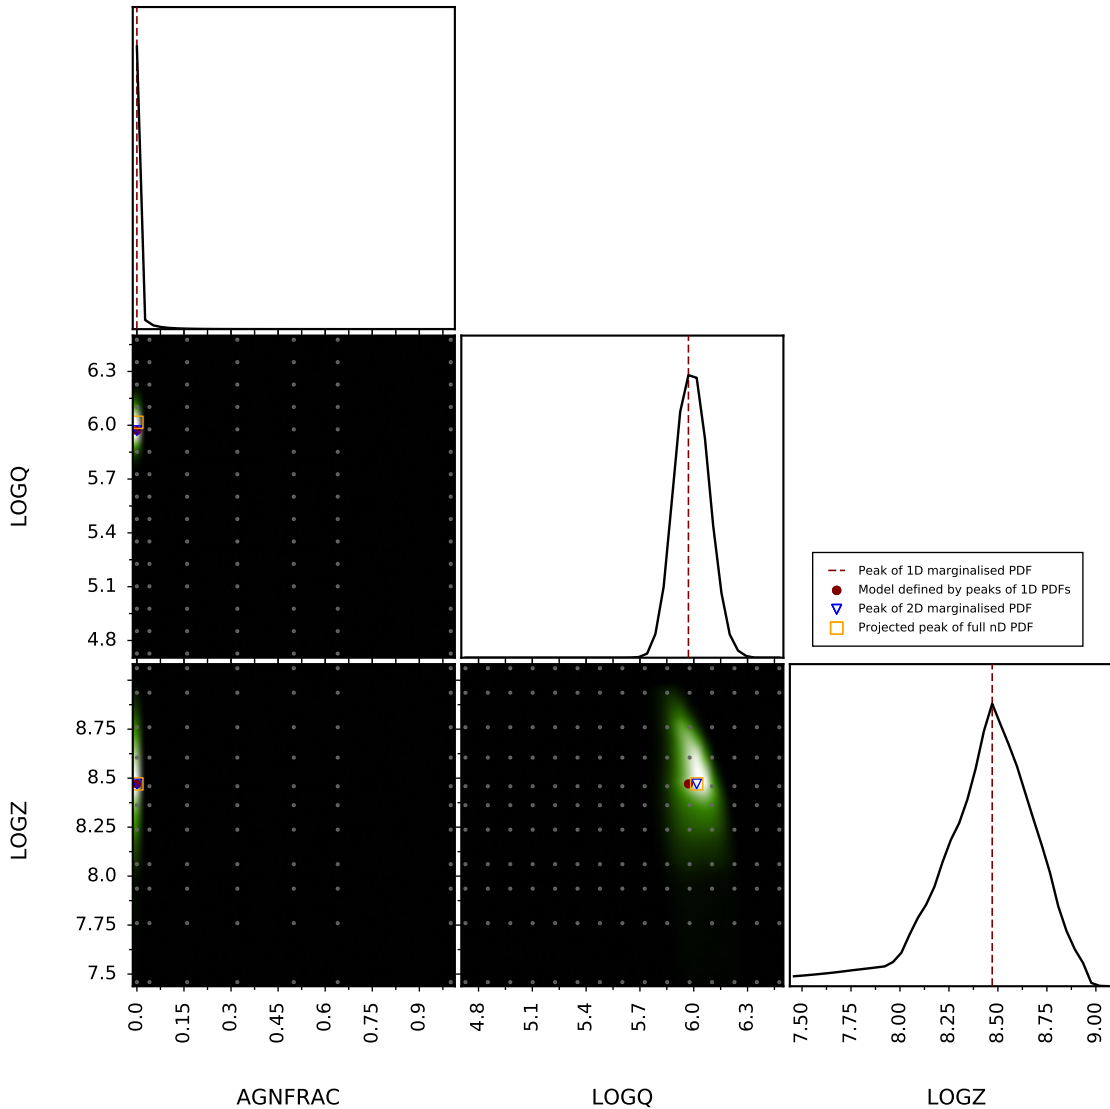 LOGQ
6.3
6.0
5.7
5.4
5.1
4.8
Peak of 1D marginalised PDF
Model defined by peaks of 1D PDFs
Peak of 2D marginalised PDF
Projected peak of full nD PDF
LOGZ
8.75
8.5
8.25
8.0
7.75
7.5
0.0 0.15 0.3 0.45 0.6 0.75 0.9
4.8 5.1 5.4 5.7 6.0 6.3
7.50 7.75 8.00 8.25 8.50 8.75 9.00
AGNFRAC LOGQ LOGZ